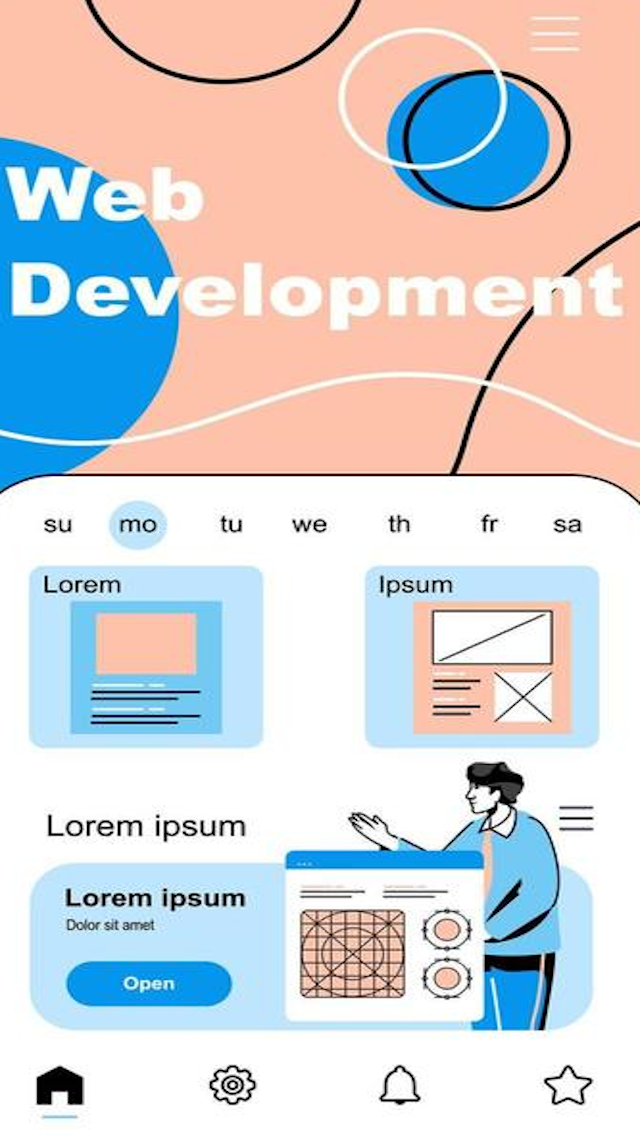 Web
Development
su mo tu we th fr sa
Lorem
Ipsum
Lorem ipsum
Lorem ipsum
Dolor sit amet
Open